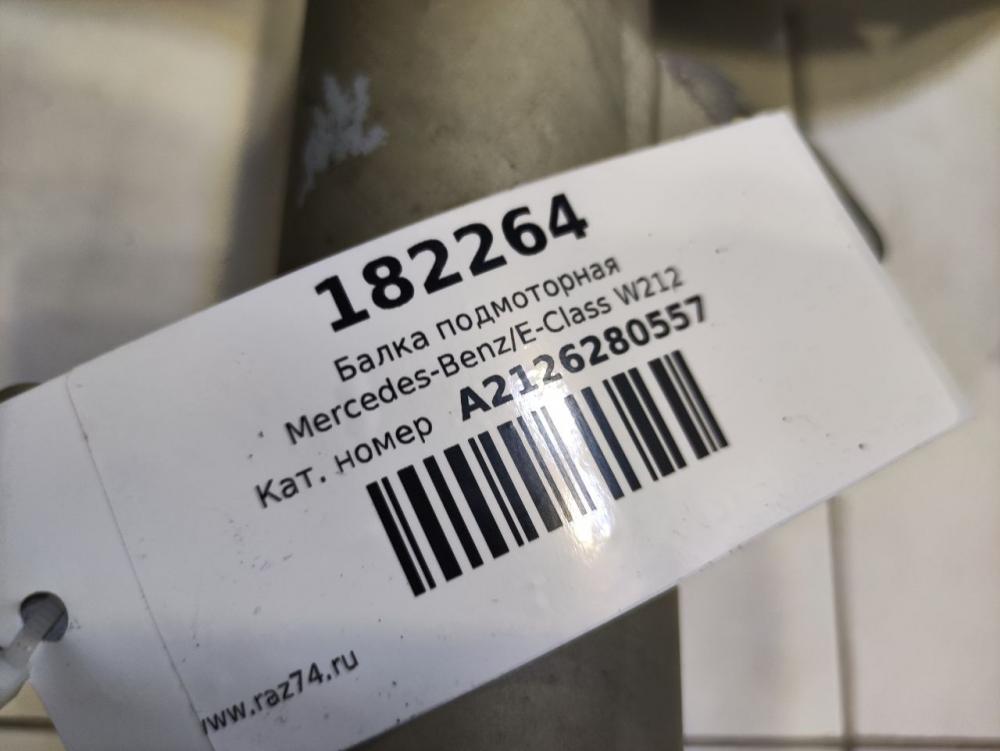 182264
Балка подмоторная
Mercedes-Benz/E-Class W212
Кат. номер A2126280557
www.raz74.ru